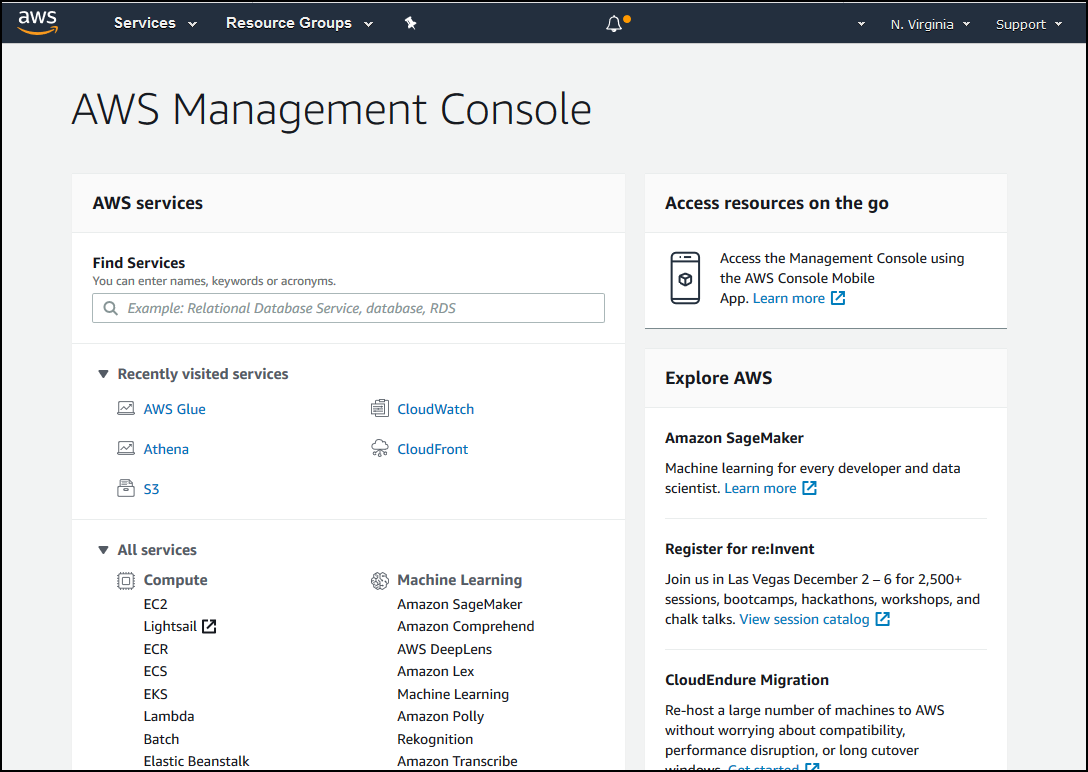 aws
Services
Resource Groups
N. Virginia
Support
AWS Management Console
AWS services
Find Services
You can enter names, keywords or acronyms.
Example: Relational Database Service, database, RDS
Recently visited services
AWS Glue
CloudWatch
Athena
CloudFront
S3
All services
Compute
EC2
Lightsail
ECR
ECS
EKS
Lambda
Batch
Elastic Beanstalk
Machine Learning
Amazon SageMaker
Amazon Comprehend
AWS DeepLens
Amazon Lex
Machine Learning
Amazon Polly
Rekognition
Amazon Transcribe
Access resources on the go
Access the Management Console using
the AWS Console Mobile
App. Learn more
Explore AWS
Amazon SageMaker
Machine learning for every developer and data
scientist. Learn more
Register for re:Invent
Join us in Las Vegas December 2 – 6 for 2,500+
sessions, bootcamps, hackathons, workshops, and
chalk talks. View session catalog
CloudEndure Migration
Re-host a large number of machines to AWS
without worrying about compatibility,
performance disruption, or long cutover
windows. Get started